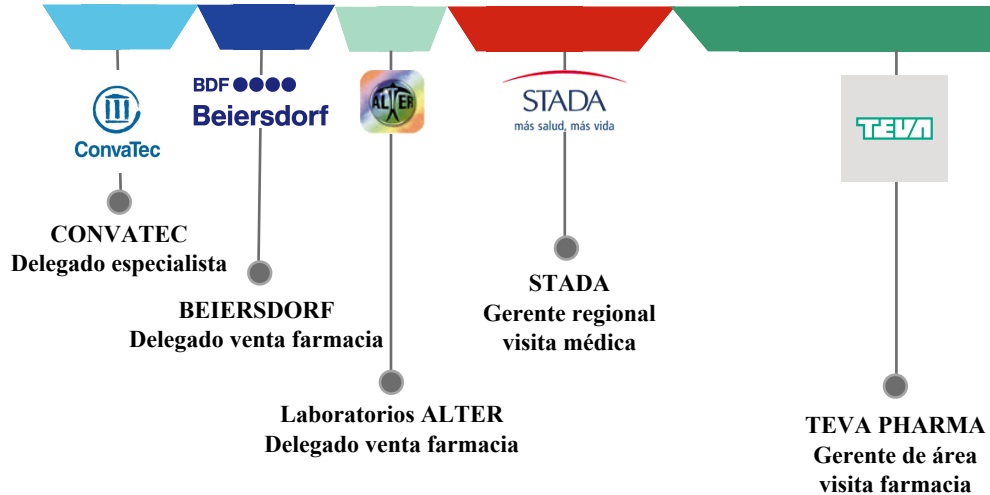 ConvaTec
CONVATEC
Delegado especialista
BDF
Beiersdorf
BEIERSDORF
Delegado venta farmacia
ALTER
Laboratorios ALTER
Delegado venta farmacia
STADA
más salud, más vida
STADA
Gerente regional
visita médica
TEVA
TEVA PHARMA
Gerente de área
visita farmacia